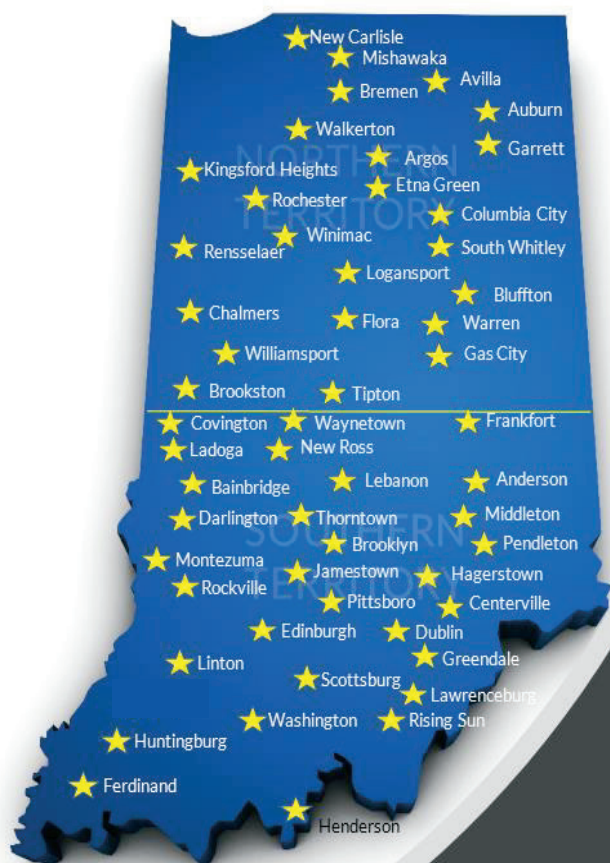 New Carlisle
Mishawaka
Avilla
Bremen
Auburn
Walkerton
Garrett
NORTHERN
Argos
Kingsford Heights
Etna Green
Rochester
TERRITORY
Columbia City
Winimac
South Whitley
Rensselaer
Logansport
Bluffton
Chalmers
Flora
Warren
Williamsport
Gas City
Brookston
Tipton
Covington
Waynetown
Frankfort
Ladoga
New Ross
Bainbridge
Lebanon
Anderson
Darlington
Thorntown
Middleton
SOUTHERN
Brooklyn
Pendleton
Montezuma
Jamestown
Hagerstown
TERRITORY
Rockville
Pittsboro
Centerville
Edinburgh
Dublin
Linton
Greendale
Scottsburg
Lawrenceburg
Washington
Rising Sun
Huntingburg
Ferdinand
Henderson